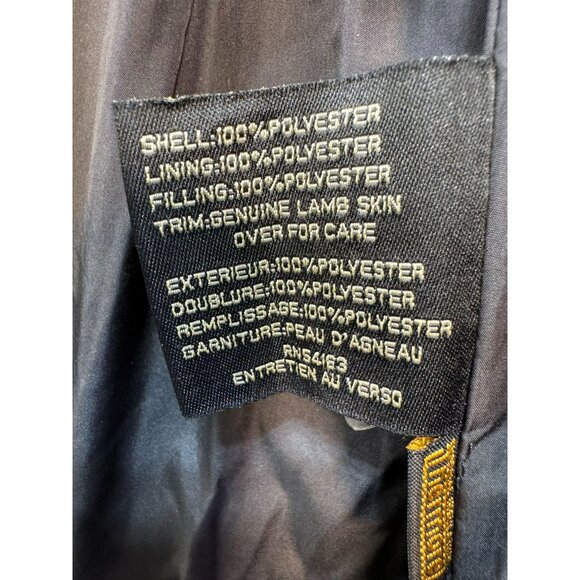 SHELL:100%POLYESTER
LINING:100%POLYESTER
FILLING:100%POLYESTER
TRIM:GENUINE LAMB SKIN
OVER FOR CARE
EXTERIEUR:100%POLYESTER
DOUBLURE:100%POLYESTER
REMPLISSAGE:100%POLYESTER
GARNITURE:PEAU D'AGNEAU
RN54163
ENTRETIEN AU VERSO